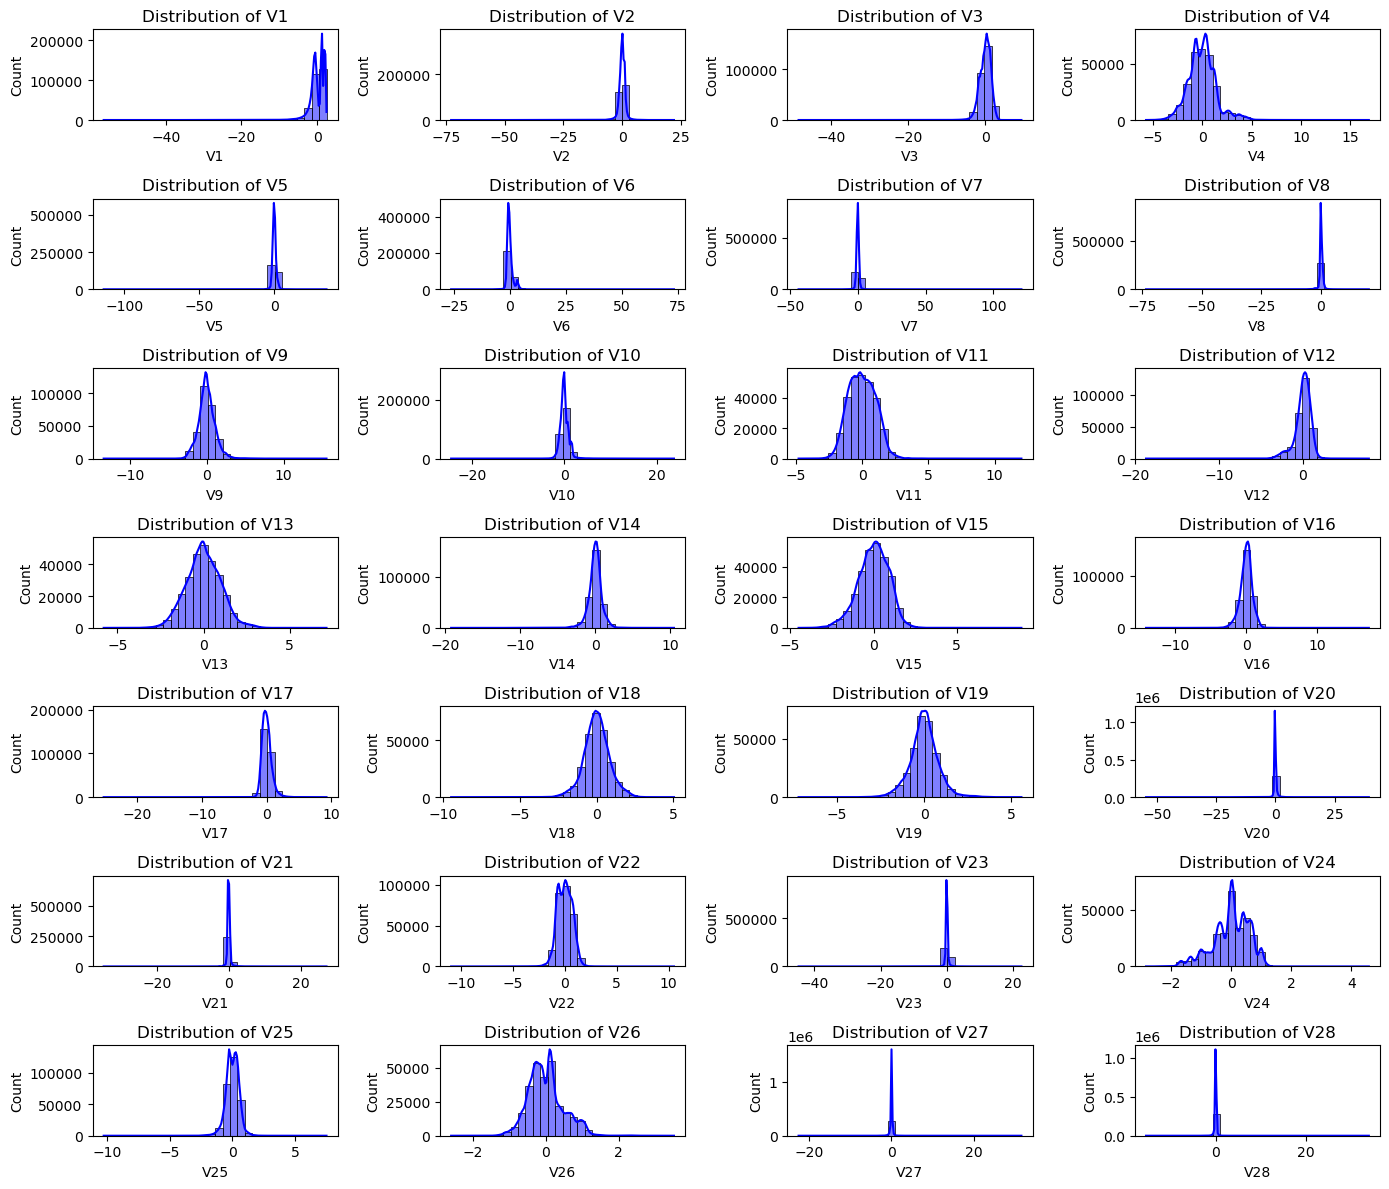 Distribution of V1
200000
100000
0
Count
−40
−20
0
V1
Distribution of V2
200000
0
Count
−75
−50
−25
0
25
V2
Distribution of V3
100000
0
Count
−40
−20
0
V3
Distribution of V4
50000
0
Count
−5
0
5
10
15
V4
Distribution of V5
500000
250000
0
Count
−100
−50
0
V5
Distribution of V6
400000
200000
0
Count
−25
0
25
50
75
V6
Distribution of V7
500000
0
Count
−50
0
50
100
V7
Distribution of V8
500000
0
Count
−75
−50
−25
0
V8
Distribution of V9
100000
50000
0
Count
−10
0
10
V9
Distribution of V10
200000
0
Count
−20
0
20
V10
Distribution of V11
40000
20000
0
Count
−5
0
5
10
V11
Distribution of V12
100000
50000
0
Count
−20
−10
0
V12
Distribution of V13
40000
20000
0
Count
−5
0
5
V13
Distribution of V14
100000
0
Count
−20
−10
0
10
V14
Distribution of V15
40000
20000
0
Count
−5
0
5
V15
Distribution of V16
100000
0
Count
−10
0
10
V16
Distribution of V17
200000
100000
0
Count
−20
−10
0
10
V17
Distribution of V18
50000
0
Count
−10
−5
0
5
V18
Distribution of V19
50000
0
Count
−5
0
5
V19
1e6
Distribution of V20
1.0
0.5
0.0
Count
−50
−25
0
25
V20
Distribution of V21
500000
250000
0
Count
−20
0
20
V21
Distribution of V22
100000
50000
0
Count
−10
−5
0
5
10
V22
Distribution of V23
500000
0
Count
−40
−20
0
20
V23
Distribution of V24
50000
0
Count
−2
0
2
4
V24
Distribution of V25
100000
50000
0
Count
−10
−5
0
5
V25
Distribution of V26
50000
25000
0
Count
−2
0
2
V26
1e6
Distribution of V27
1
0
Count
−20
0
20
V27
1e6
Distribution of V28
1.0
0.5
0.0
Count
0
20
V28